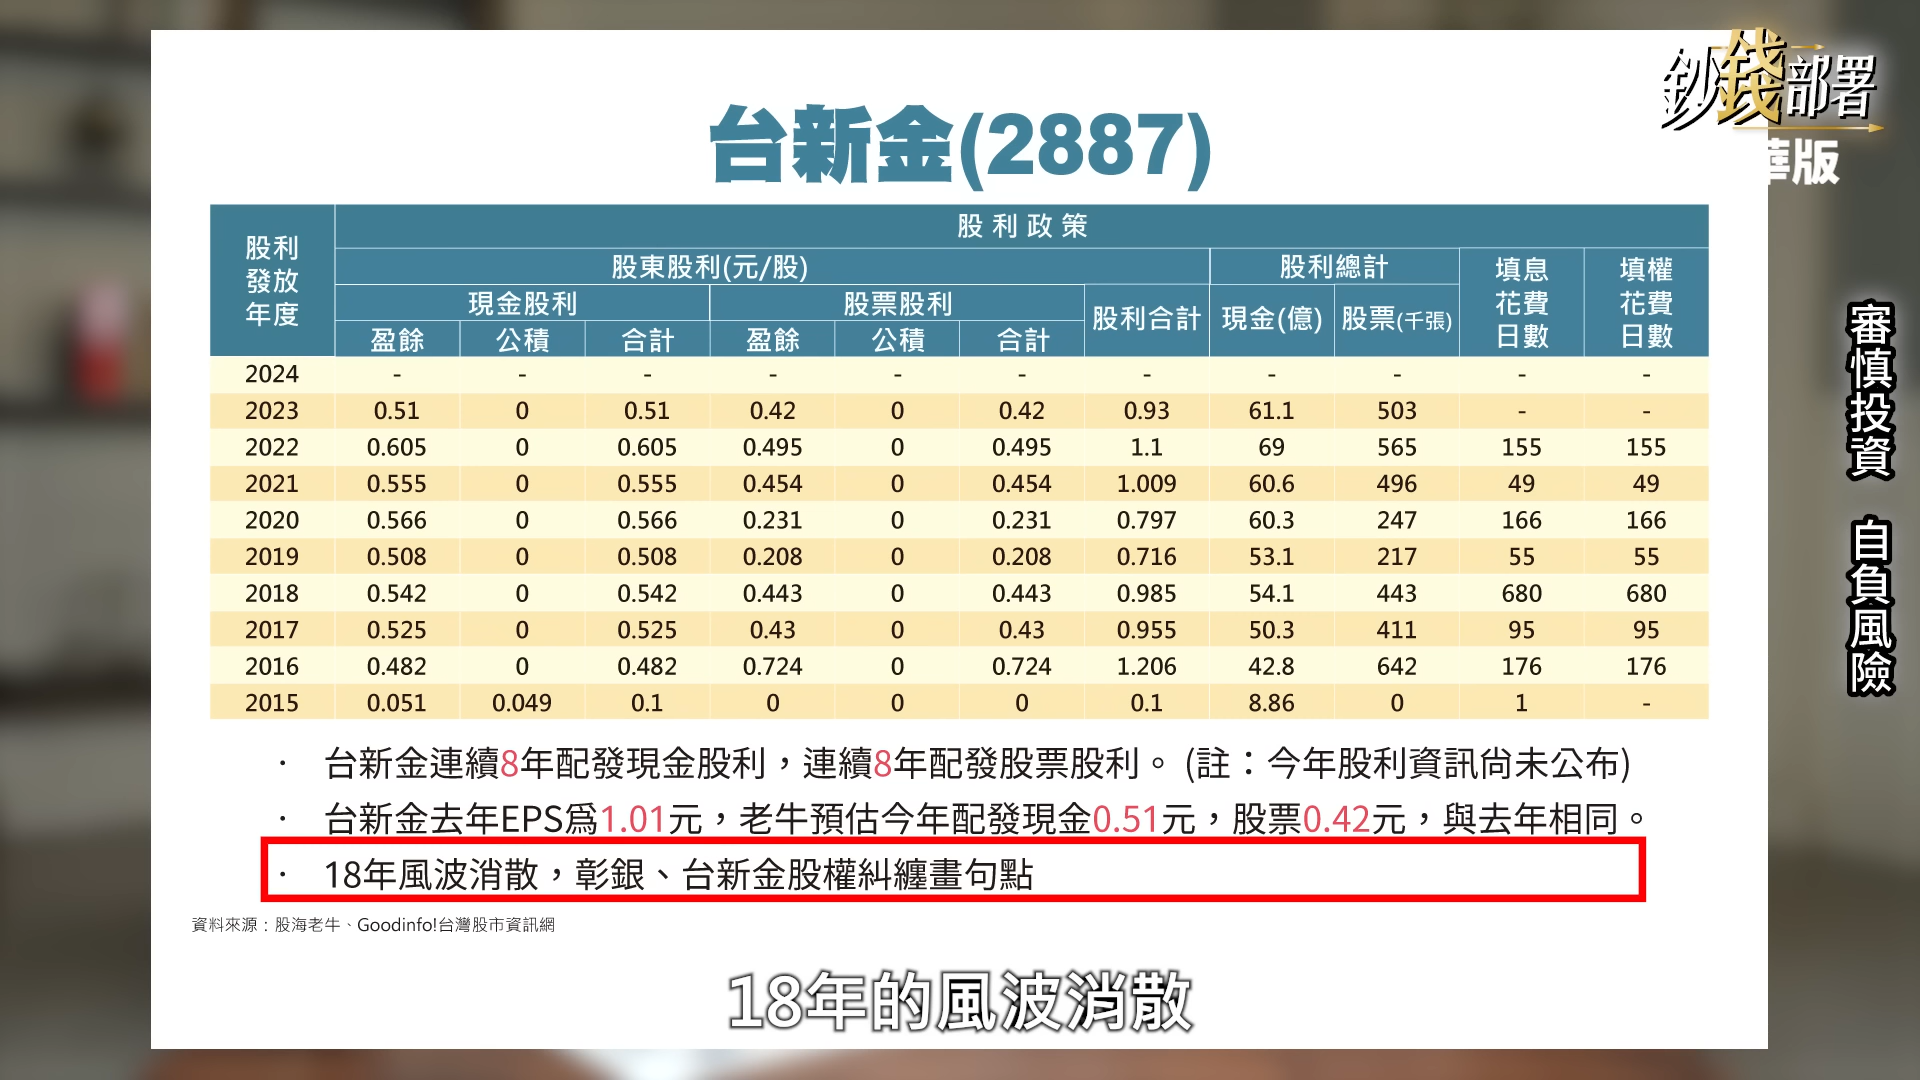 鈔錢部署
華版
台新金(2887)
股利發放年度
股利政策
股東股利(元/股)
股利總計
填息花費日數
填權花費日數
現金股利
股票股利
股利合計
現金(億)
股票(千張)
盈餘 公積 合計 盈餘 公積 合計
2024 - - - - - - - - - - -
2023 0.51 0 0.51 0.42 0 0.42 0.93 61.1 503 - -
2022 0.605 0 0.605 0.495 0 0.495 1.1 69 565 155 155
2021 0.555 0 0.555 0.454 0 0.454 1.009 60.6 496 49 49
2020 0.566 0 0.566 0.231 0 0.231 0.797 60.3 247 166 166
2019 0.508 0 0.508 0.208 0 0.208 0.716 53.1 217 55 55
2018 0.542 0 0.542 0.443 0 0.443 0.985 54.1 443 680 680
2017 0.525 0 0.525 0.43 0 0.43 0.955 50.3 411 95 95
2016 0.482 0 0.482 0.724 0 0.724 1.206 42.8 642 176 176
2015 0.051 0.049 0.1 0 0 0 0.1 8.86 0 1 -
· 台新金連續8年配發現金股利，連續8年配發股票股利。(註：今年股利資訊尚未公布)
· 台新金去年EPS為1.01元，老牛預估今年配發現金0.51元，股票0.42元，與去年相同。
· 18年風波消散，彰銀、台新金股權糾纏畫句點
資料來源：股海老牛、Goodinfo!台灣股市資訊網
18年的風波消散
審慎投資 自負風險